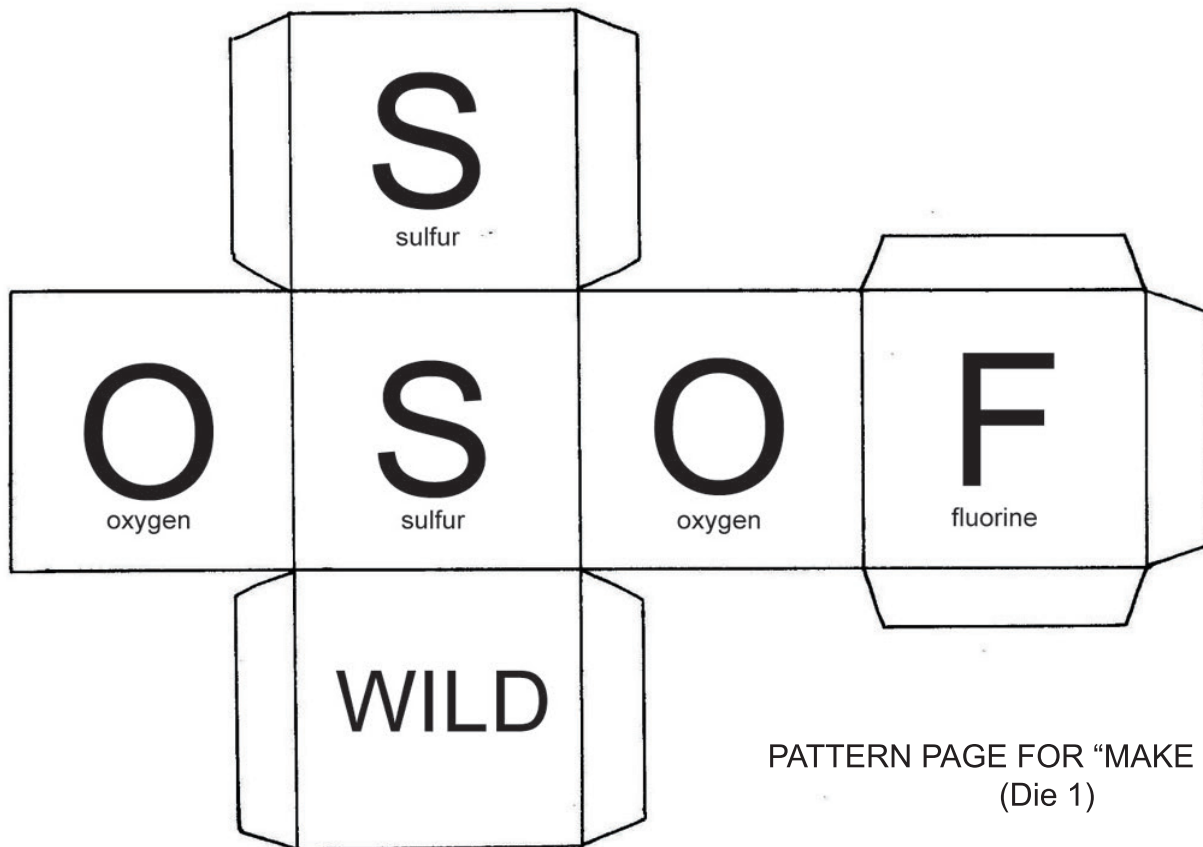 S
sulfur
O
oxygen
S
sulfur
O
oxygen
F
fluorine
WILD
PATTERN PAGE FOR “MAKE
(Die 1)